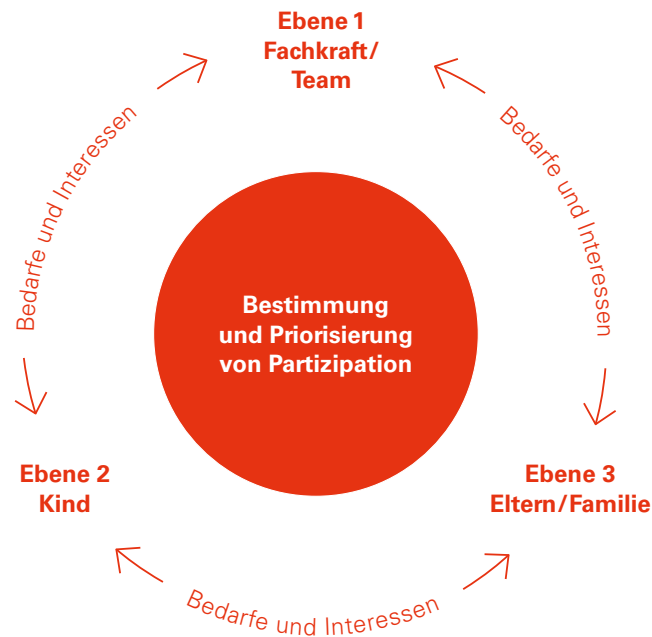 Ebene 1
Fachkraft/
Team
Bedarfe und Interessen
Bedarfe und Interessen
Bestimmung
und Priorisierung
von Partizipation
Ebene 2
Kind
Ebene 3
Eltern/Familie
Bedarfe und Interessen